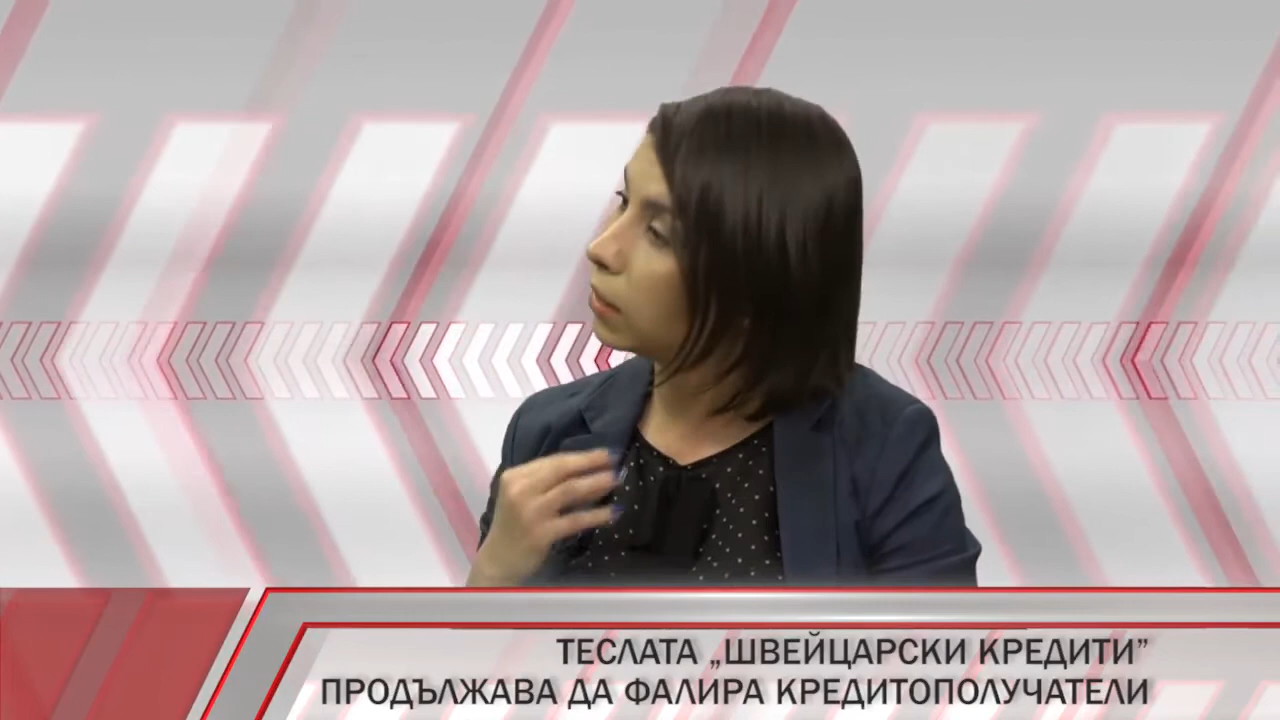 ТЕСЛАТА „ШВЕЙЦАРСКИ КРЕДИТИ”
ПРОДЪЛЖАВА ДА ФАЛИРА КРЕДИТОПОЛУЧАТЕЛИ